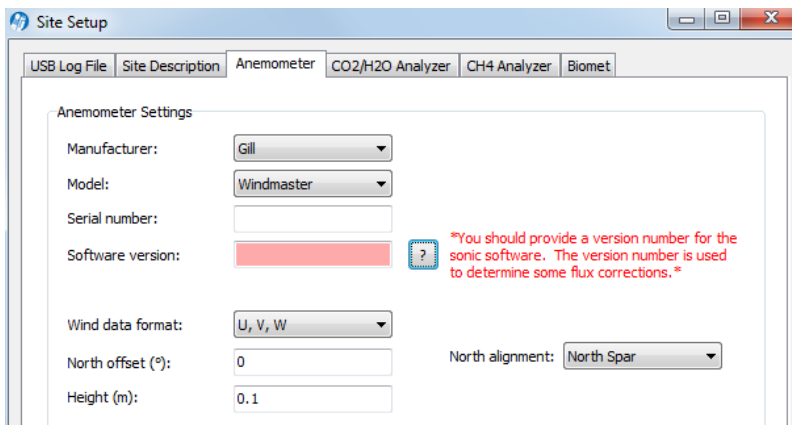 Site Setup
USB Log File Site Description Anemometer CO2/H2O Analyzer CH4 Analyzer Biomet
Anemometer Settings
Manufacturer: Gill
Model: Windmaster
Serial number:
Software version: ?
*You should provide a version number for the
sonic software. The version number is used
to determine some flux corrections.*
Wind data format: U, V, W
North offset (º): 0 North alignment: North Spar
Height (m): 0.1